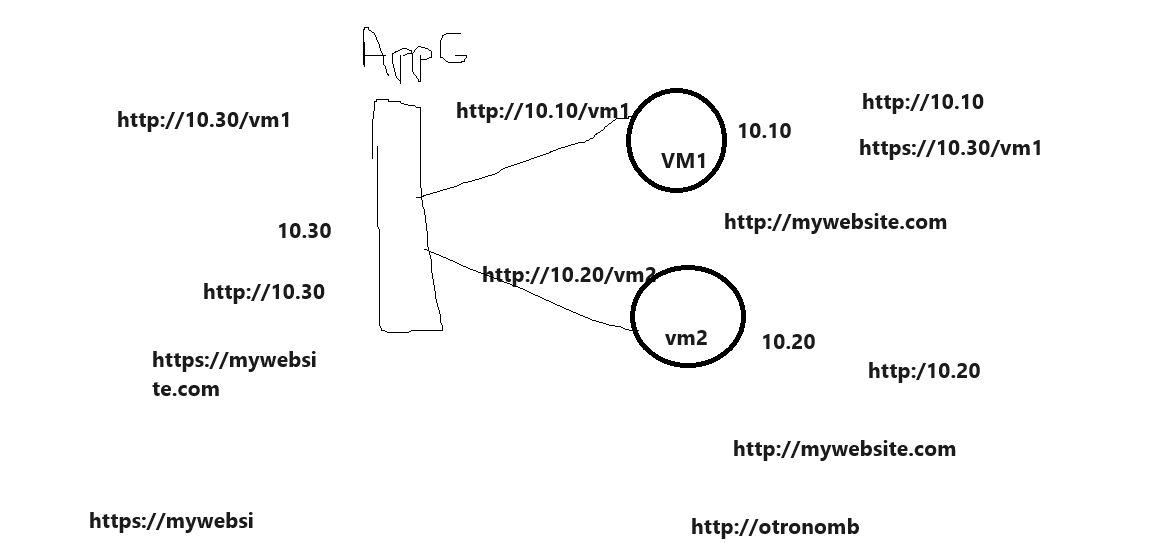 AppG
http://10.30/vm1
http://10.10/vm1
10.10
http://10.10
https://10.30/vm1
VM1
10.30
http://mywebsite.com
http://10.30
http://10.20/vm2
vm2
10.20
https://mywebsi
te.com
http:/10.20
http://mywebsite.com
https://mywebsi
http://otronomb